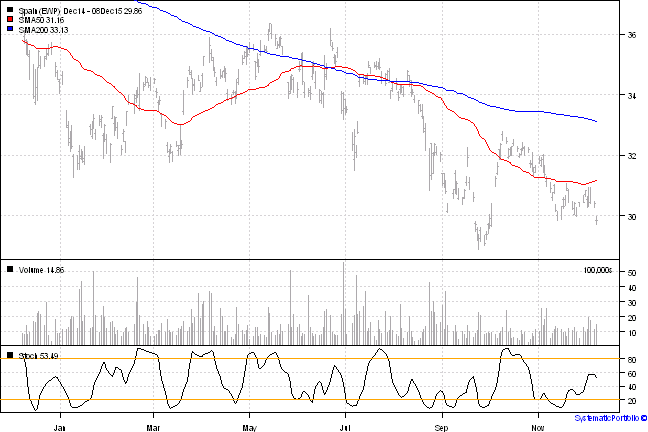 Spain (EWP) Dec14 - 08Dec15 29.86
SMA50 31.16
SMA200 33.13
36
34
32
30
Volume 14.86
100,000s
50
40
30
20
10
Stoch 53.49
80
60
40
20
Jan Mar May Jul Sep Nov
SystematicPortfolio ©